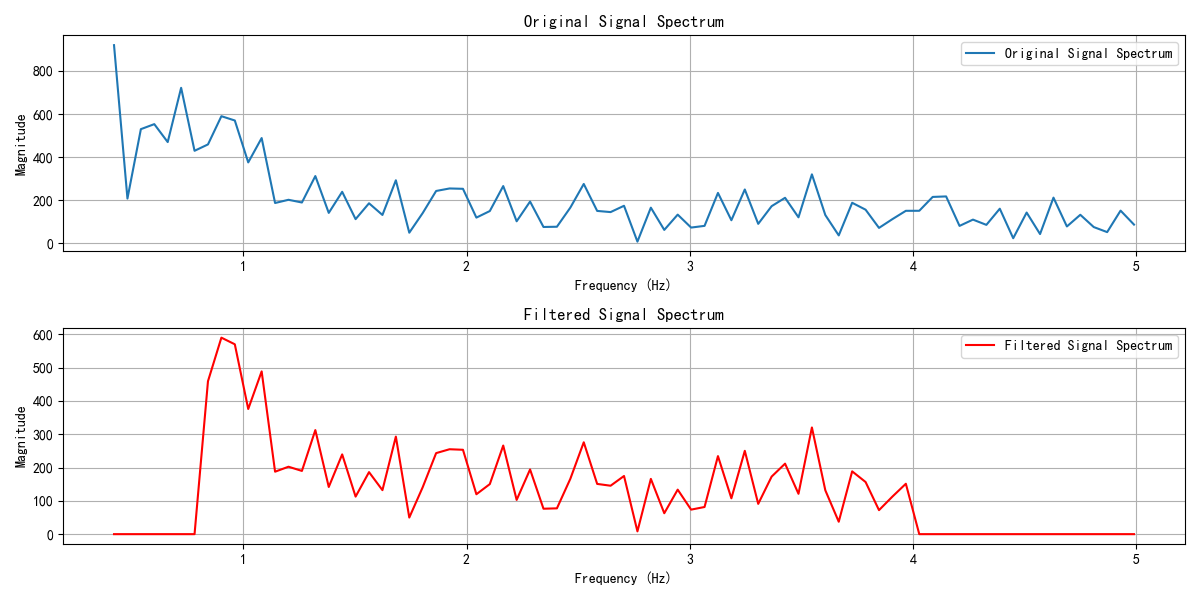 Original Signal Spectrum
Original Signal Spectrum
800
600
400
200
0
Magnitude
1 2 3 4 5
Frequency (Hz)
Filtered Signal Spectrum
Filtered Signal Spectrum
600
500
400
300
200
100
0
Magnitude
1 2 3 4 5
Frequency (Hz)